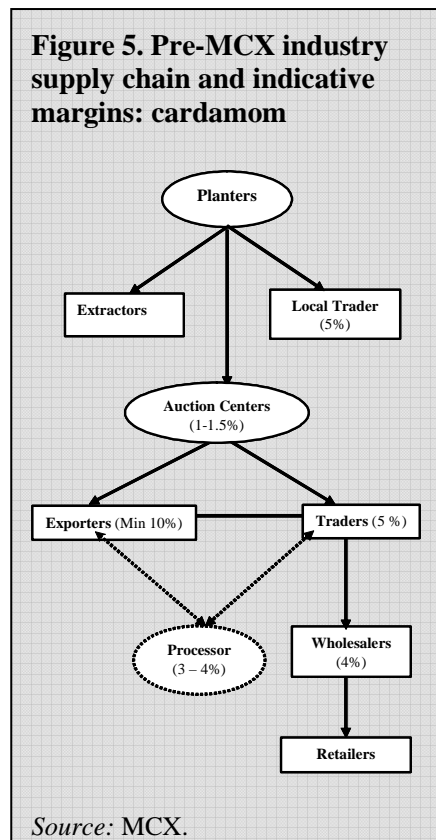 Figure 5. Pre-MCX industry
supply chain and indicative
margins: cardamom
Planters
Extractors
Local Trader
(5%)
Auction Centers
(1-1.5%)
Exporters (Min 10%)
Traders (5 %)
Processor
(3 – 4%)
Wholesalers
(4%)
Retailers
Source: MCX.